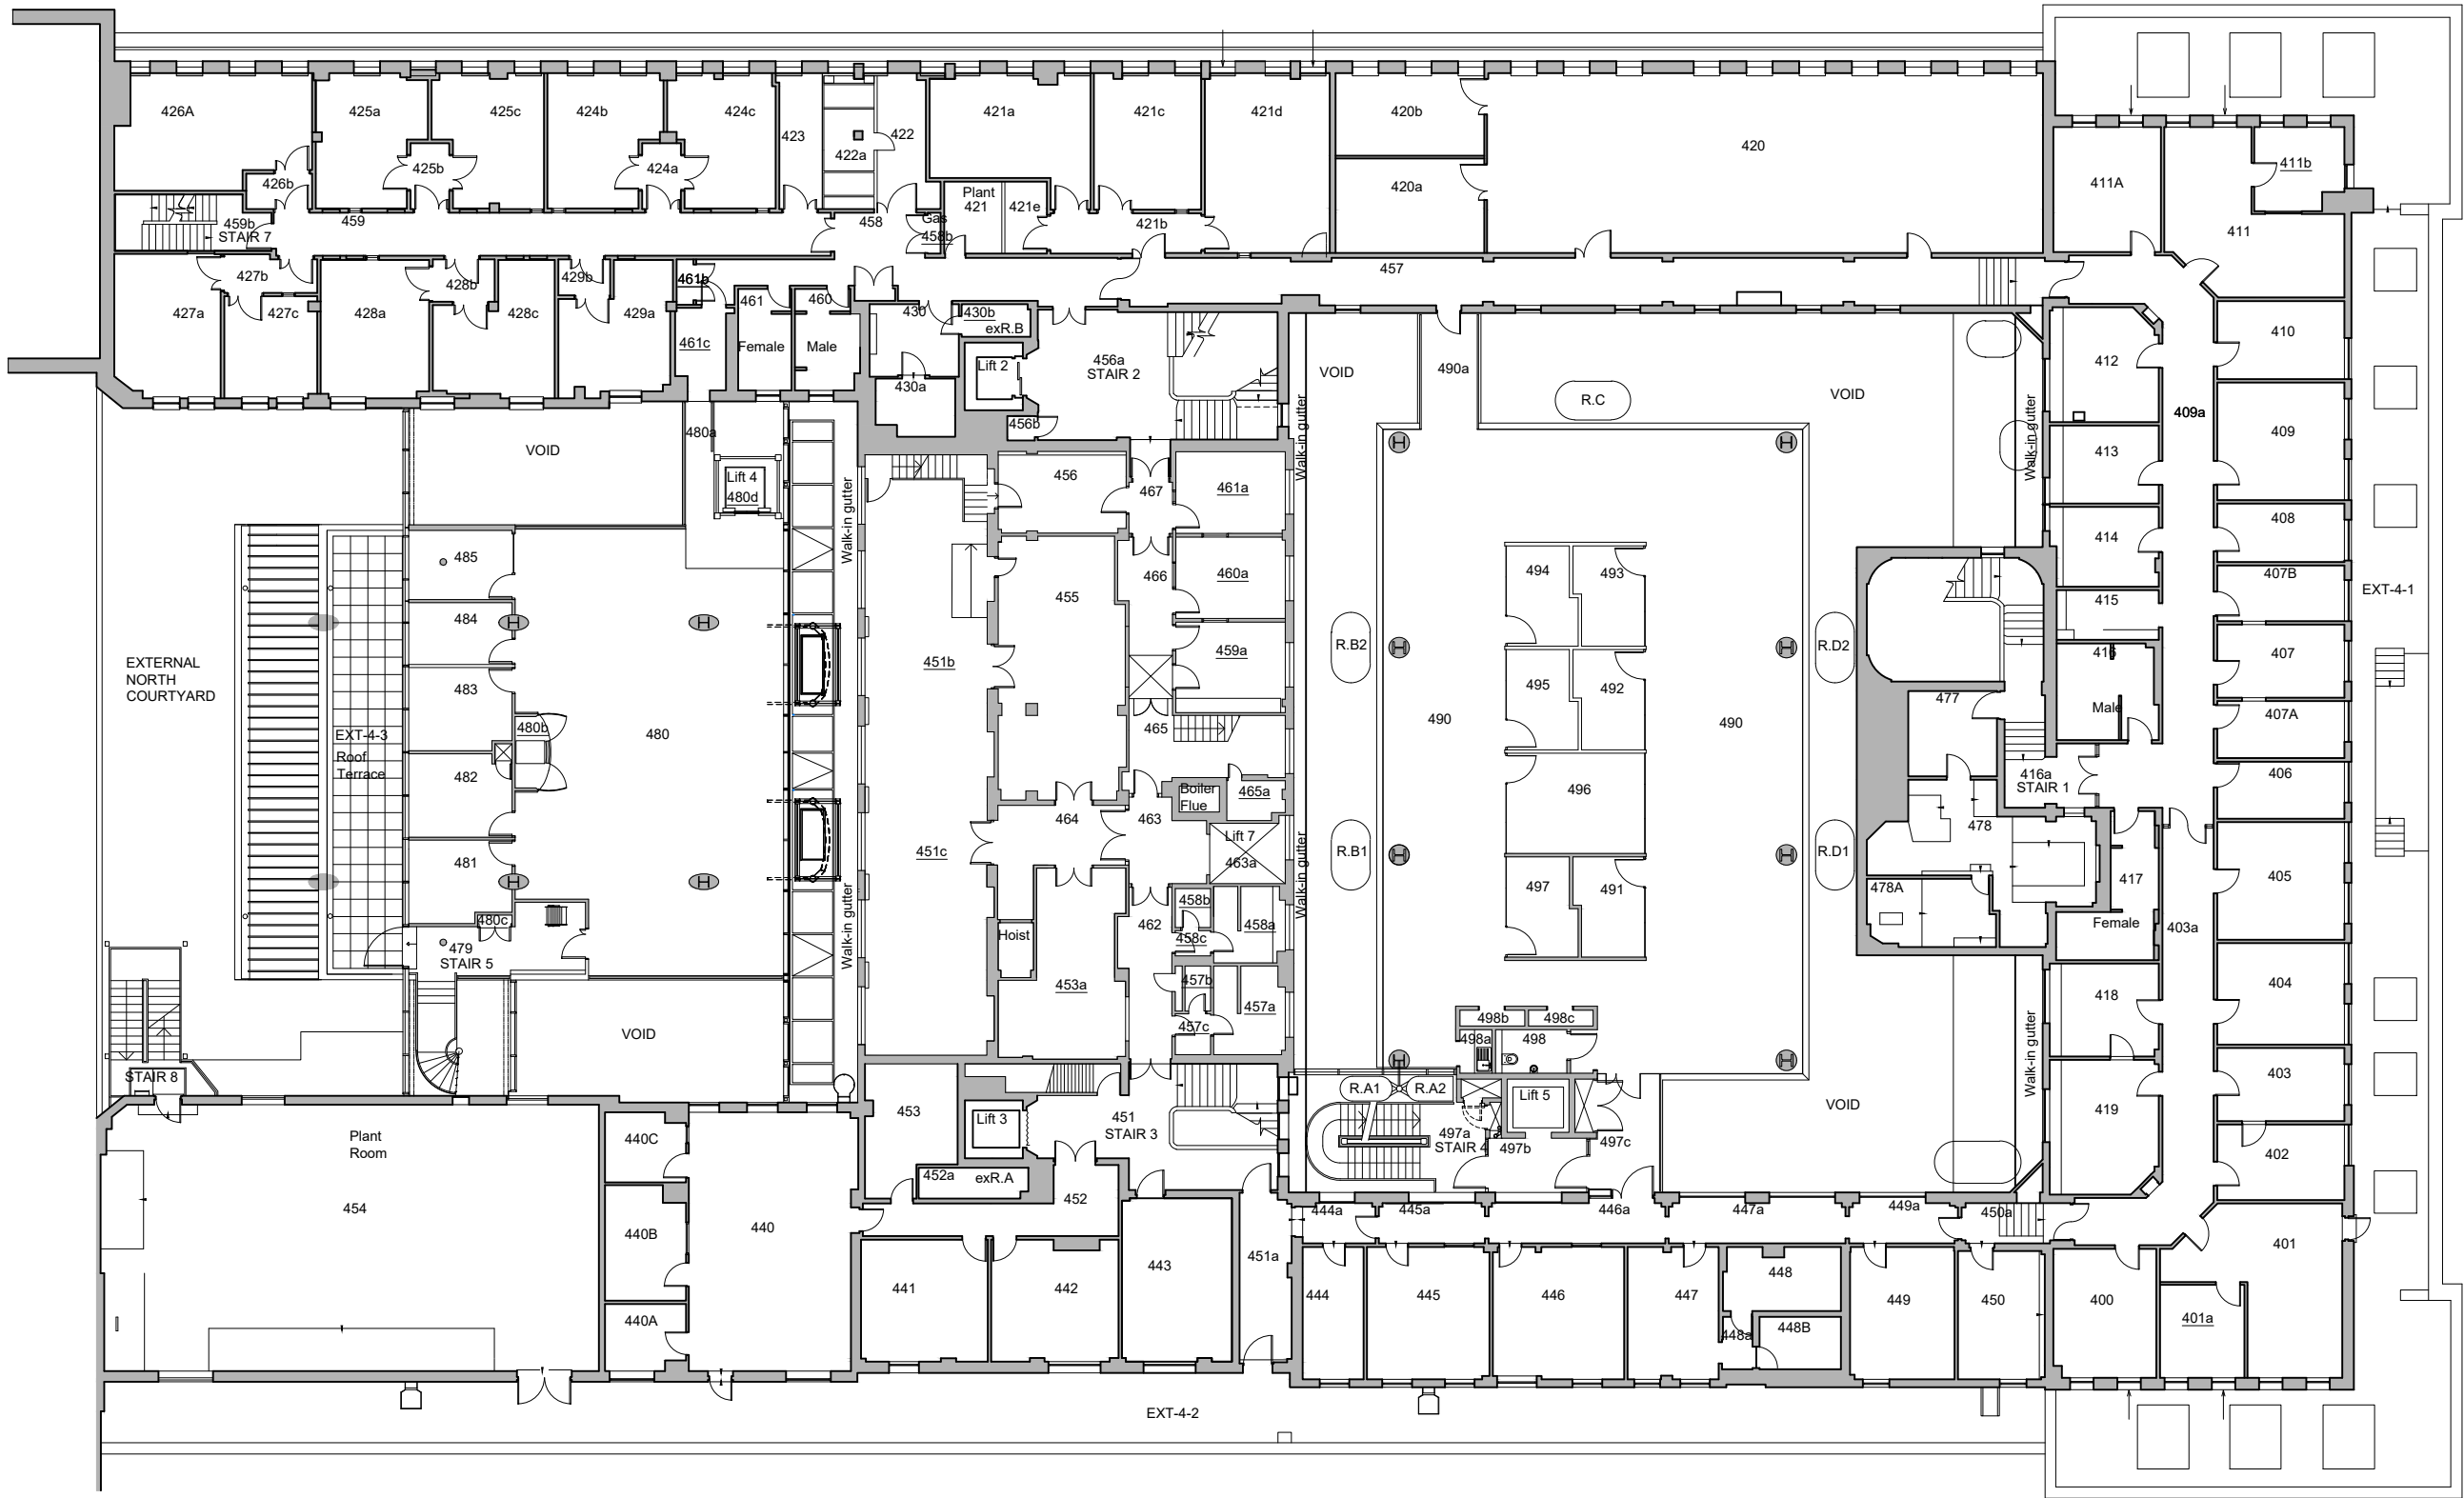 426A
425a
425c
424b
424c
423
422
422a
421a
421c
421d
420b
420
420a
411A
411b
411
426b
425b
424a
459b
STAIR 7
459
458
Gas
458b
Plant
421
421e
421b
457
427b
427a
427c
428a
428b
428c
429b
429a
461b
461c
461
Female
460
Male
430
430b
exR.B
430a
Lift 2
456a
STAIR 2
456b
VOID
490a
R.C
VOID
412
409a
410
409
413
414
408
407B
415
407
416
Male
407A
406
EXT-4-1
VOID
480a
Lift 4
480d
Walk-in gutter
Walk-in gutter
Walk-in gutter
456
467
461a
466
460a
455
459a
451b
465
Boiler
Flue
465a
464
463
Lift 7
463a
451c
485
484
483
480b
480
482
481
480c
479
STAIR 5
EXTERNAL
NORTH
COURTYARD
EXT-4-3
Roof
Terrace
VOID
STAIR 8
Walk-in gutter
Walk-in gutter
Hoist
453a
462
458b
458a
458c
457b
457a
457c
R.B2
R.B1
490
490
494
493
495
492
496
497
491
R.D2
R.D1
477
416a
STAIR 1
478
478A
417
Female
403a
405
404
418
403
419
402
Walk-in gutter
498b
498c
498a
498
R.A1
R.A2
Lift 5
497a
STAIR 4
497b
497c
VOID
453
Lift 3
451
STAIR 3
452a
exR.A
452
Plant
Room
454
440C
440B
440
440A
441
442
443
451a
444a
445a
446a
447a
449a
450a
444
445
446
447
448
448a
448B
449
450
400
401
401a
EXT-4-2